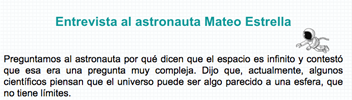 Entrevista al astronauta Mateo Estrella
Preguntamos al astronauta por qué dicen que el espacio es infinito y contestó
que esa era una pregunta muy compleja. Dijo que, actualmente, algunos
científicos piensan que el universo puede ser algo parecido a una esfera, que
no tiene límites.